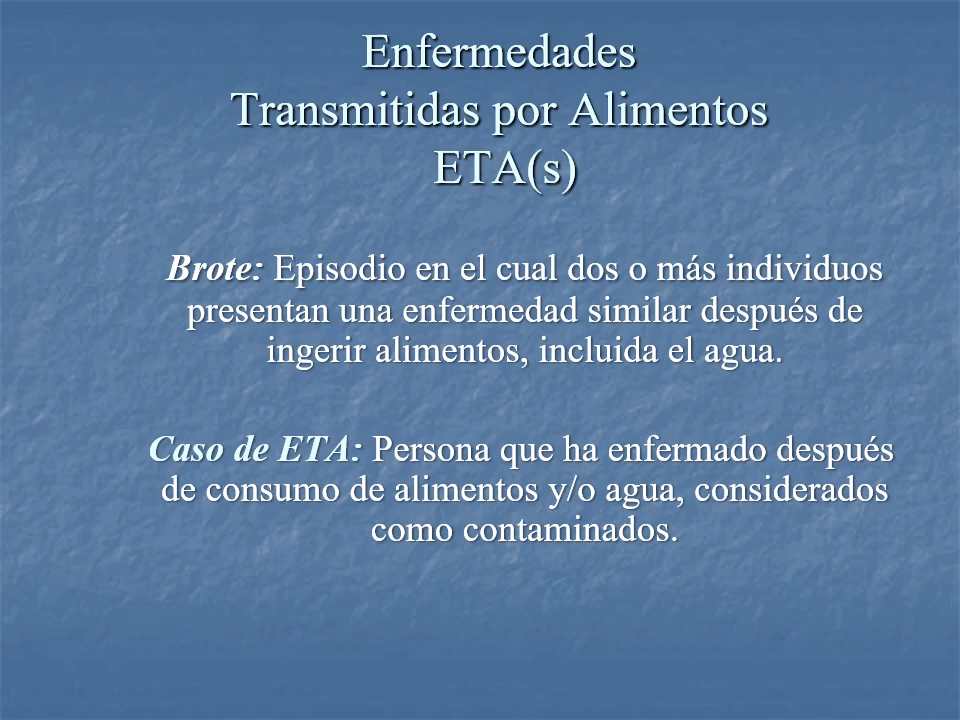 Enfermedades
Transmitidas por Alimentos
ETA(s)
Brote: Episodio en el cual dos o más individuos
presentan una enfermedad similar después de
ingerir alimentos, incluida el agua.
Caso de ETA: Persona que ha enfermado después
de consumo de alimentos y/o agua, considerados
como contaminados.